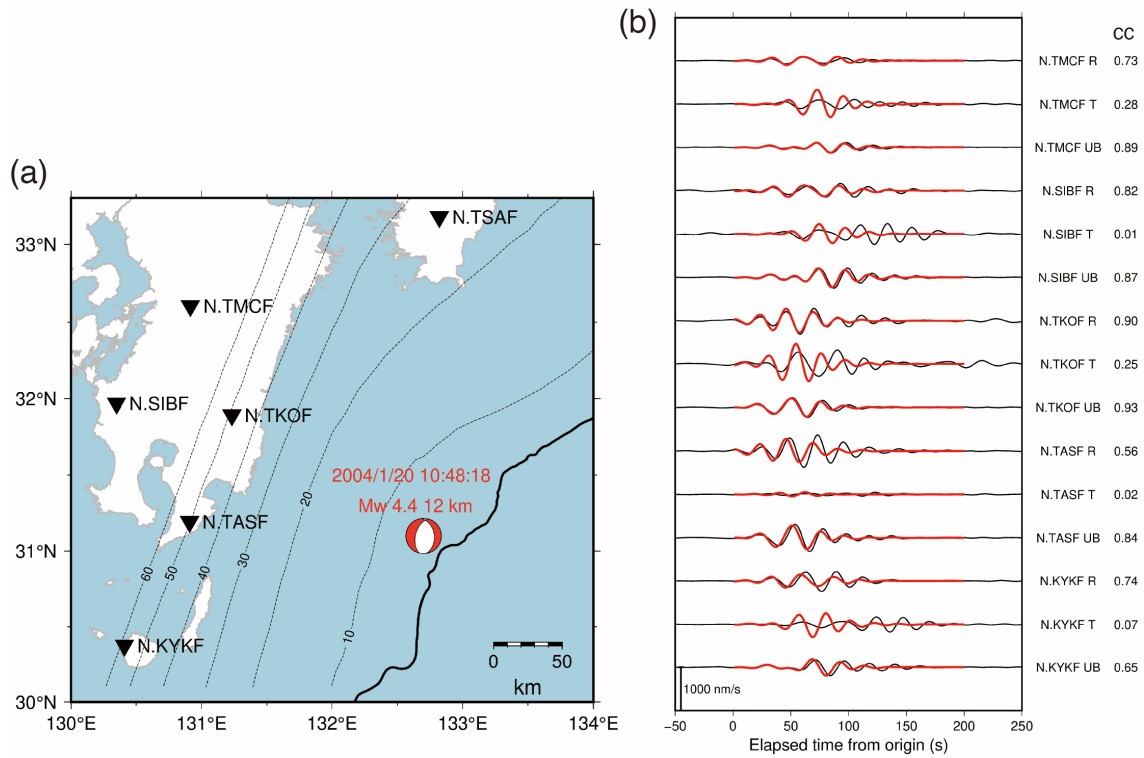 (a)
33°N
32°N
31°N
30°N
130°E
131°E
132°E
133°E
134°E
N.TSAF
N.TMCF
N.SIBF
N.TKOF
N.TASF
N.KYKF
2004/1/20 10:48:18
Mw 4.4 12 km
60
50
40
30
20
10
0 50
km
(b)
CC
N.TMCF R 0.73
N.TMCF T 0.28
N.TMCF UB 0.89
N.SIBF R 0.82
N.SIBF T 0.01
N.SIBF UB 0.87
N.TKOF R 0.90
N.TKOF T 0.25
N.TKOF UB 0.93
N.TASF R 0.56
N.TASF T 0.02
N.TASF UB 0.84
N.KYKF R 0.74
N.KYKF T 0.07
N.KYKF UB 0.65
1000 nm/s
−50 0 50 100 150 200 250
Elapsed time from origin (s)